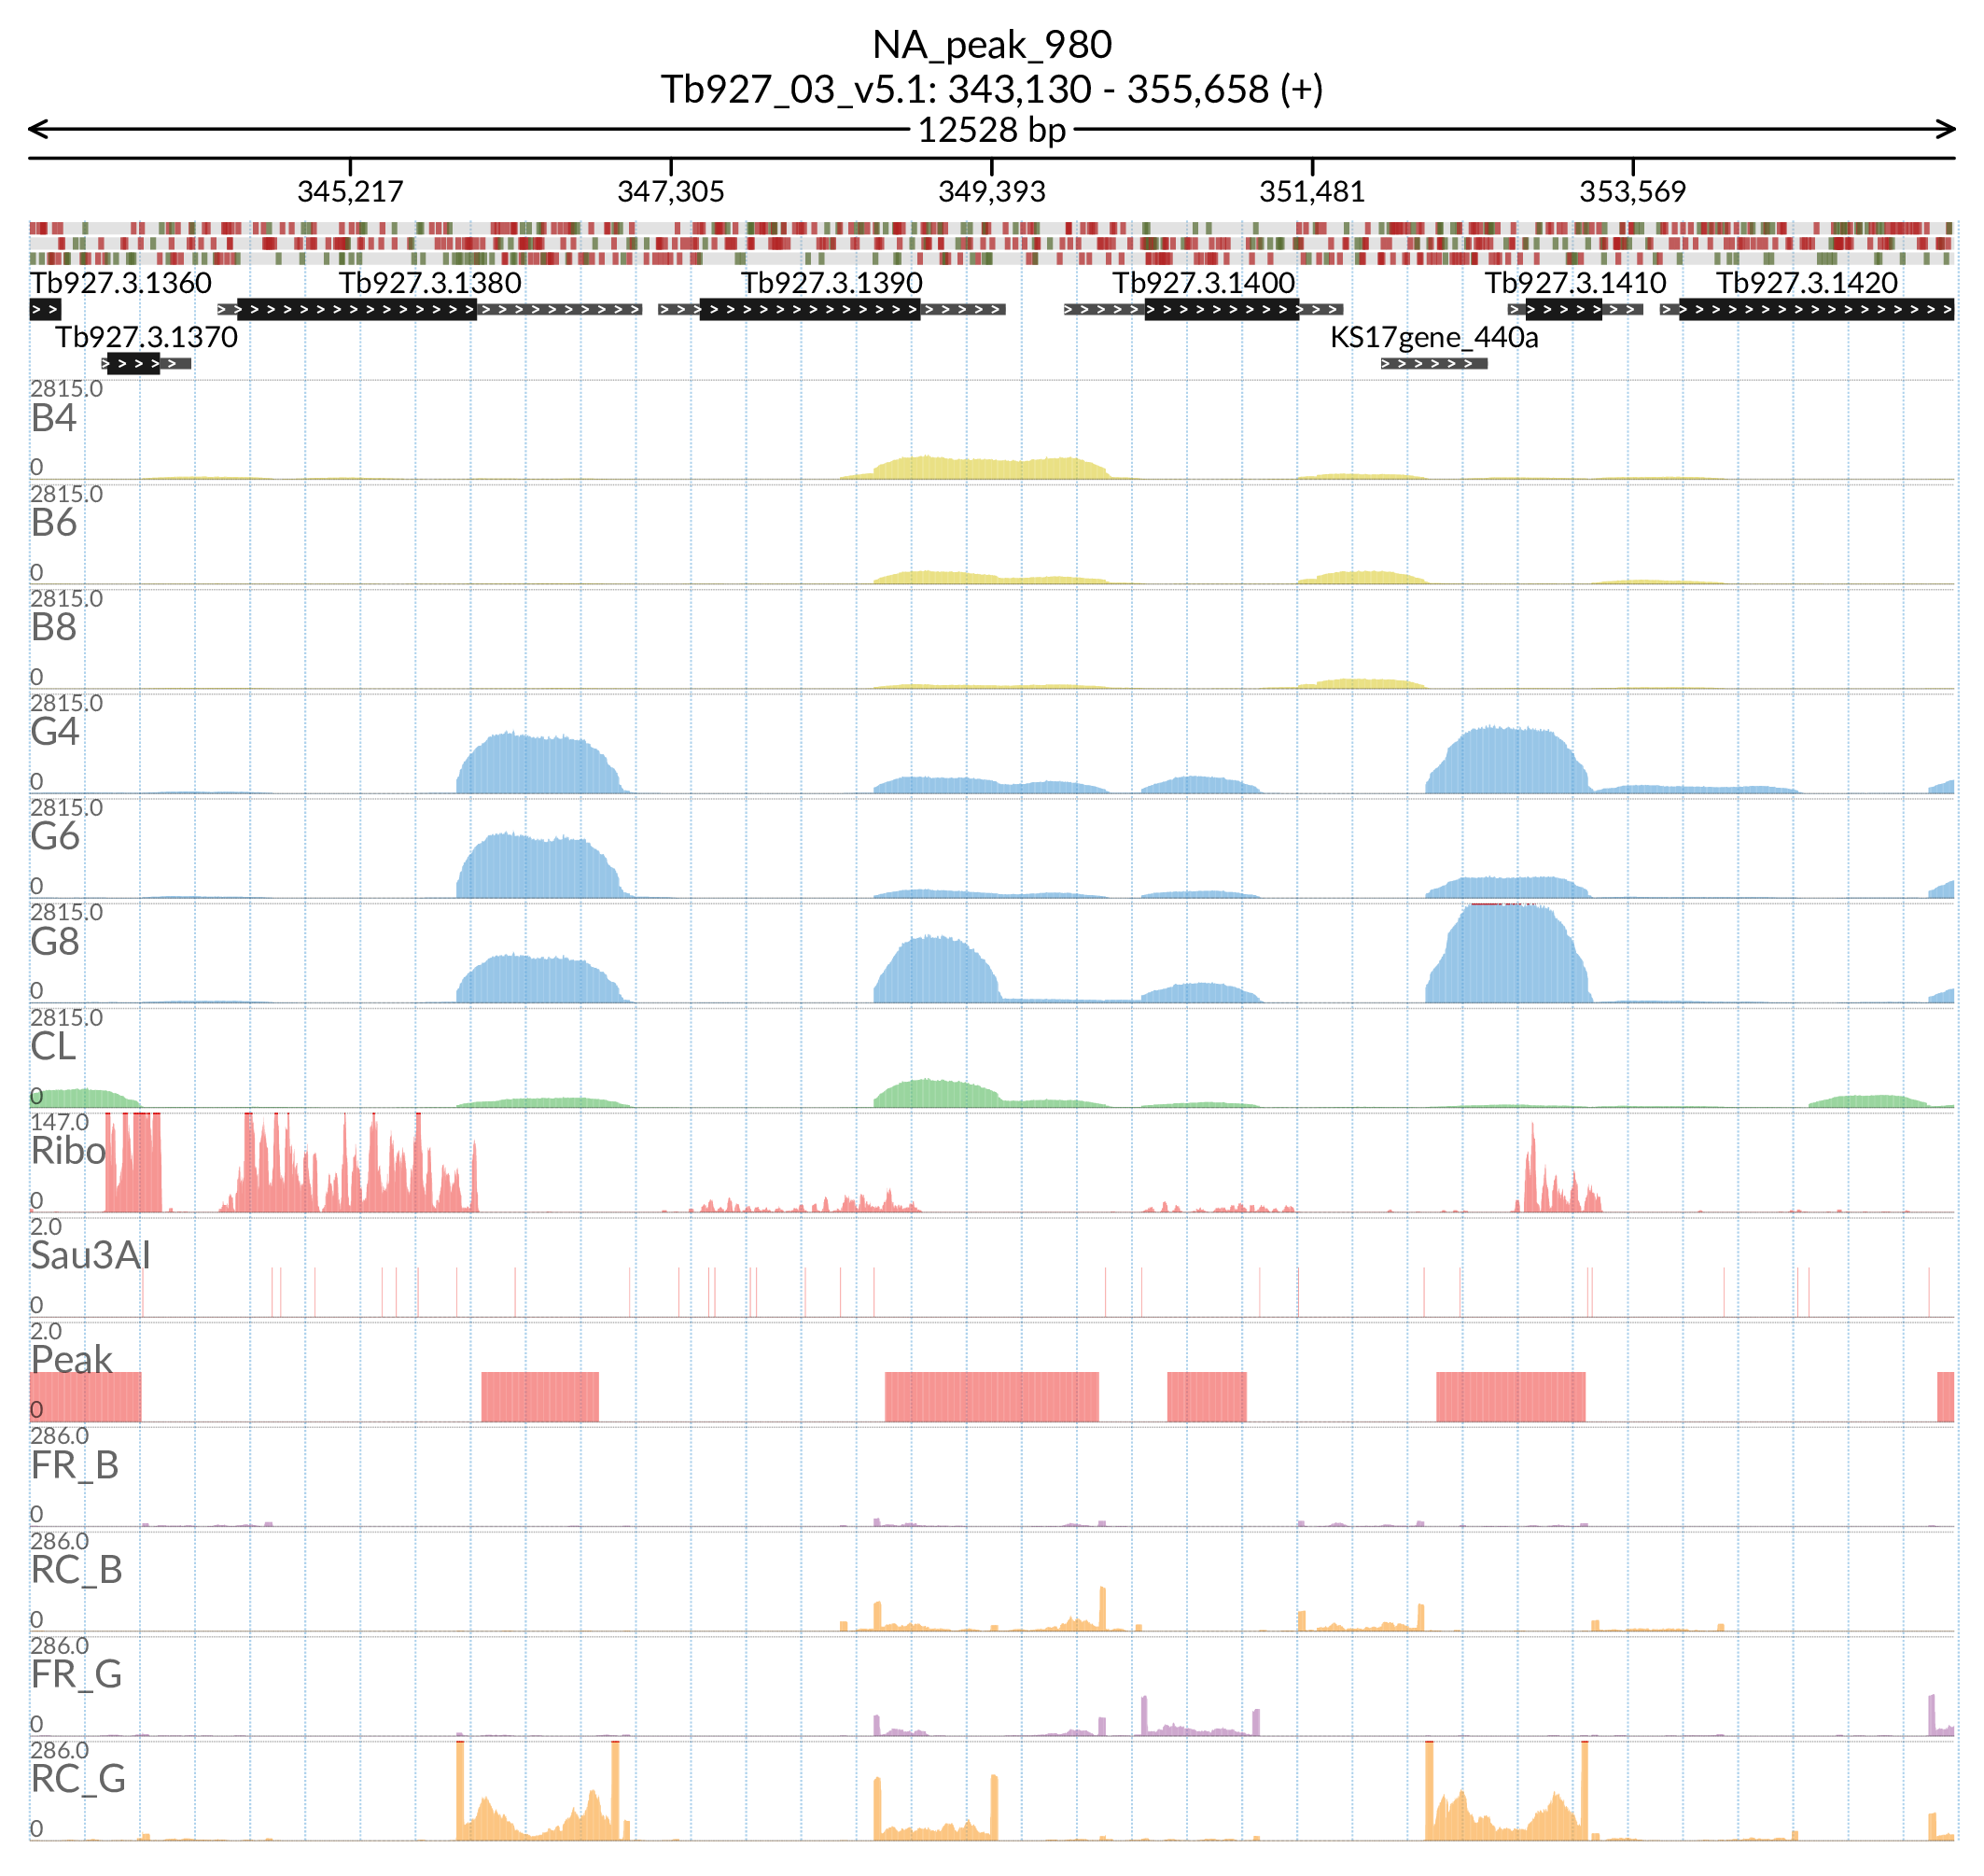 NA_peak_980
Tb927_03_v5.1: 343,130 - 355,658 (+)
12528 bp
345,217 347,305 349,393 351,481 353,569
Tb927.3.1360 Tb927.3.1380 Tb927.3.1390 Tb927.3.1400 Tb927.3.1410 Tb927.3.1420
Tb927.3.1370 KS17gene_440a
2815.0
B4
0
2815.0
B6
0
2815.0
B8
0
2815.0
G4
0
2815.0
G6
0
2815.0
G8
0
2815.0
CL
0
147.0
Ribo
0
2.0
Sau3AI
0
2.0
Peak
0
286.0
FR_B
0
286.0
RC_B
0
286.0
FR_G
0
286.0
RC_G
0